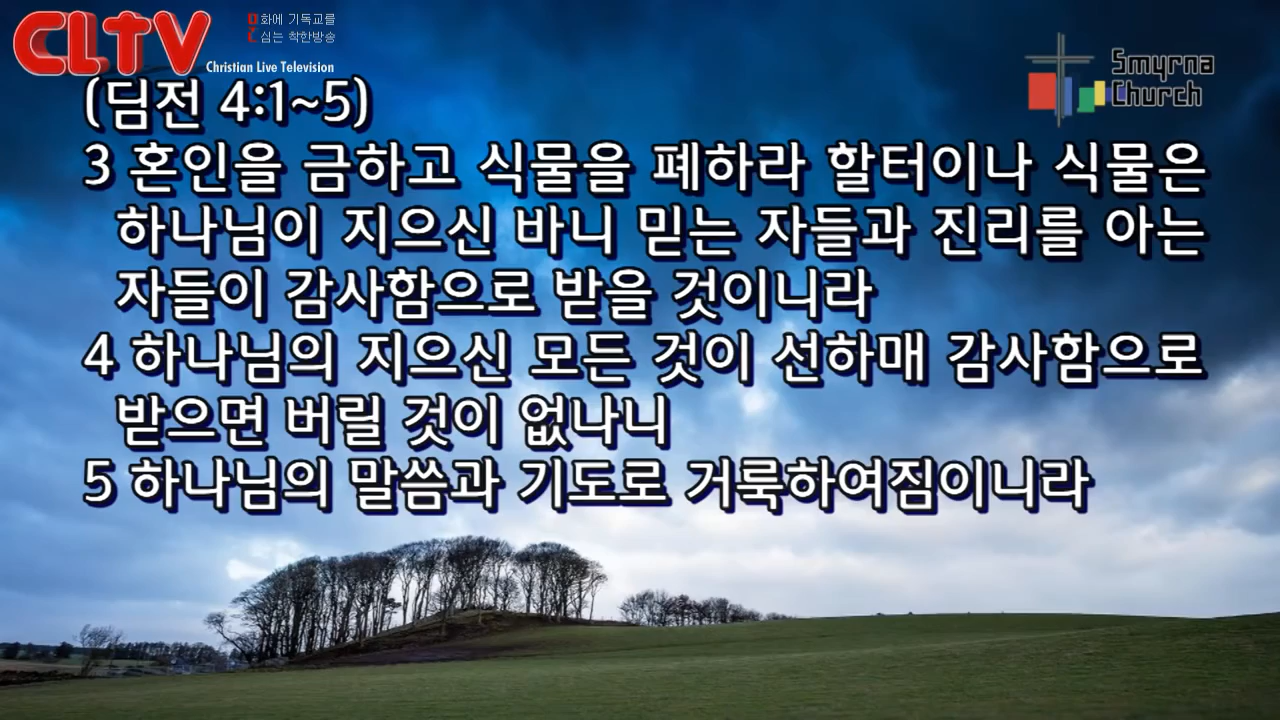 CLTV
문화에 기독교를
심는 착한방송
Christian Live Television
Smyrna
Church
(딤전 4:1~5)
3 혼인을 금하고 식물을 폐하라 할터이나 식물은
하나님이 지으신 바니 믿는 자들과 진리를 아는
자들이 감사함으로 받을 것이니라
4 하나님의 지으신 모든 것이 선하매 감사함으로
받으면 버릴 것이 없나니
5 하나님의 말씀과 기도로 거룩하여짐이니라